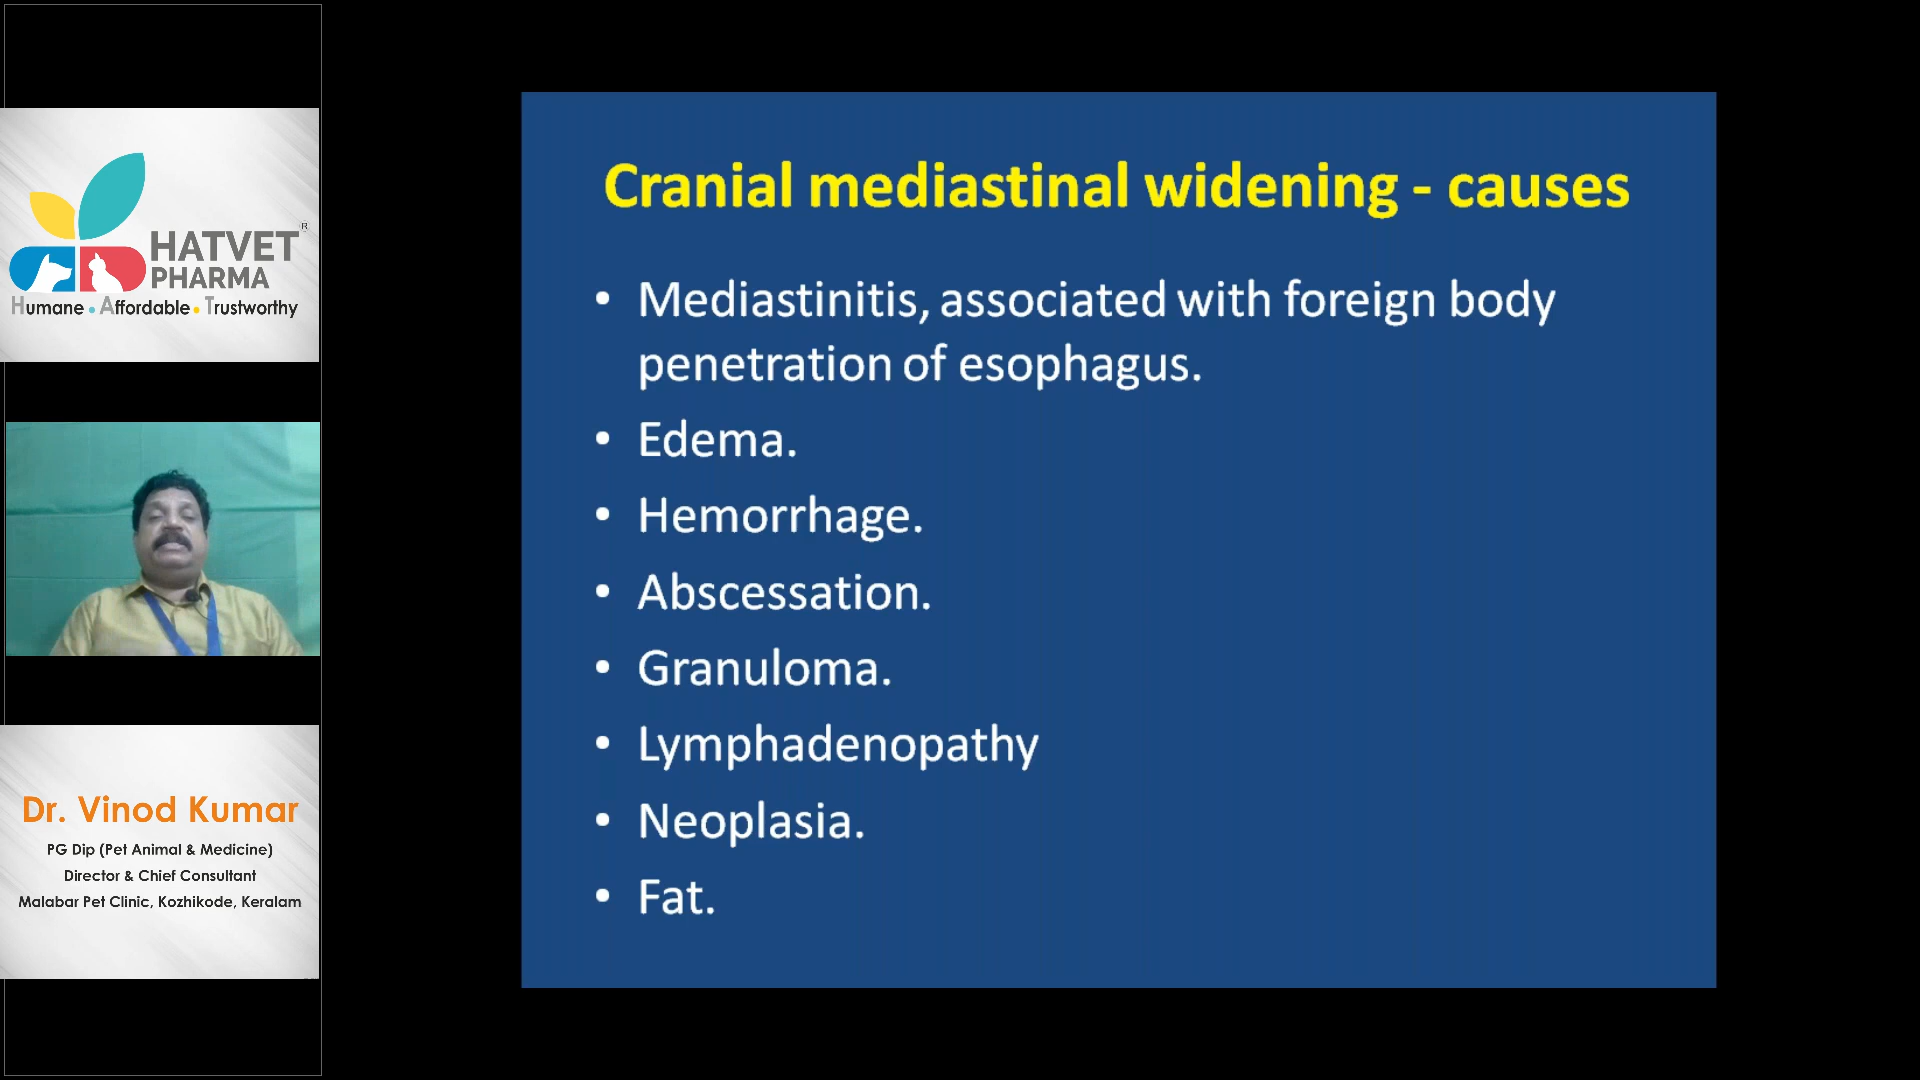 HATVET®
PHARMA
Humane • Affordable • Trustworthy
Dr. Vinod Kumar
PG Dip (Pet Animal & Medicine)
Director & Chief Consultant
Malabar Pet Clinic, Kozhikode, Keralam
Cranial mediastinal widening - causes
• Mediastinitis, associated with foreign body
penetration of esophagus.
• Edema.
• Hemorrhage.
• Abscessation.
• Granuloma.
• Lymphadenopathy
• Neoplasia.
• Fat.